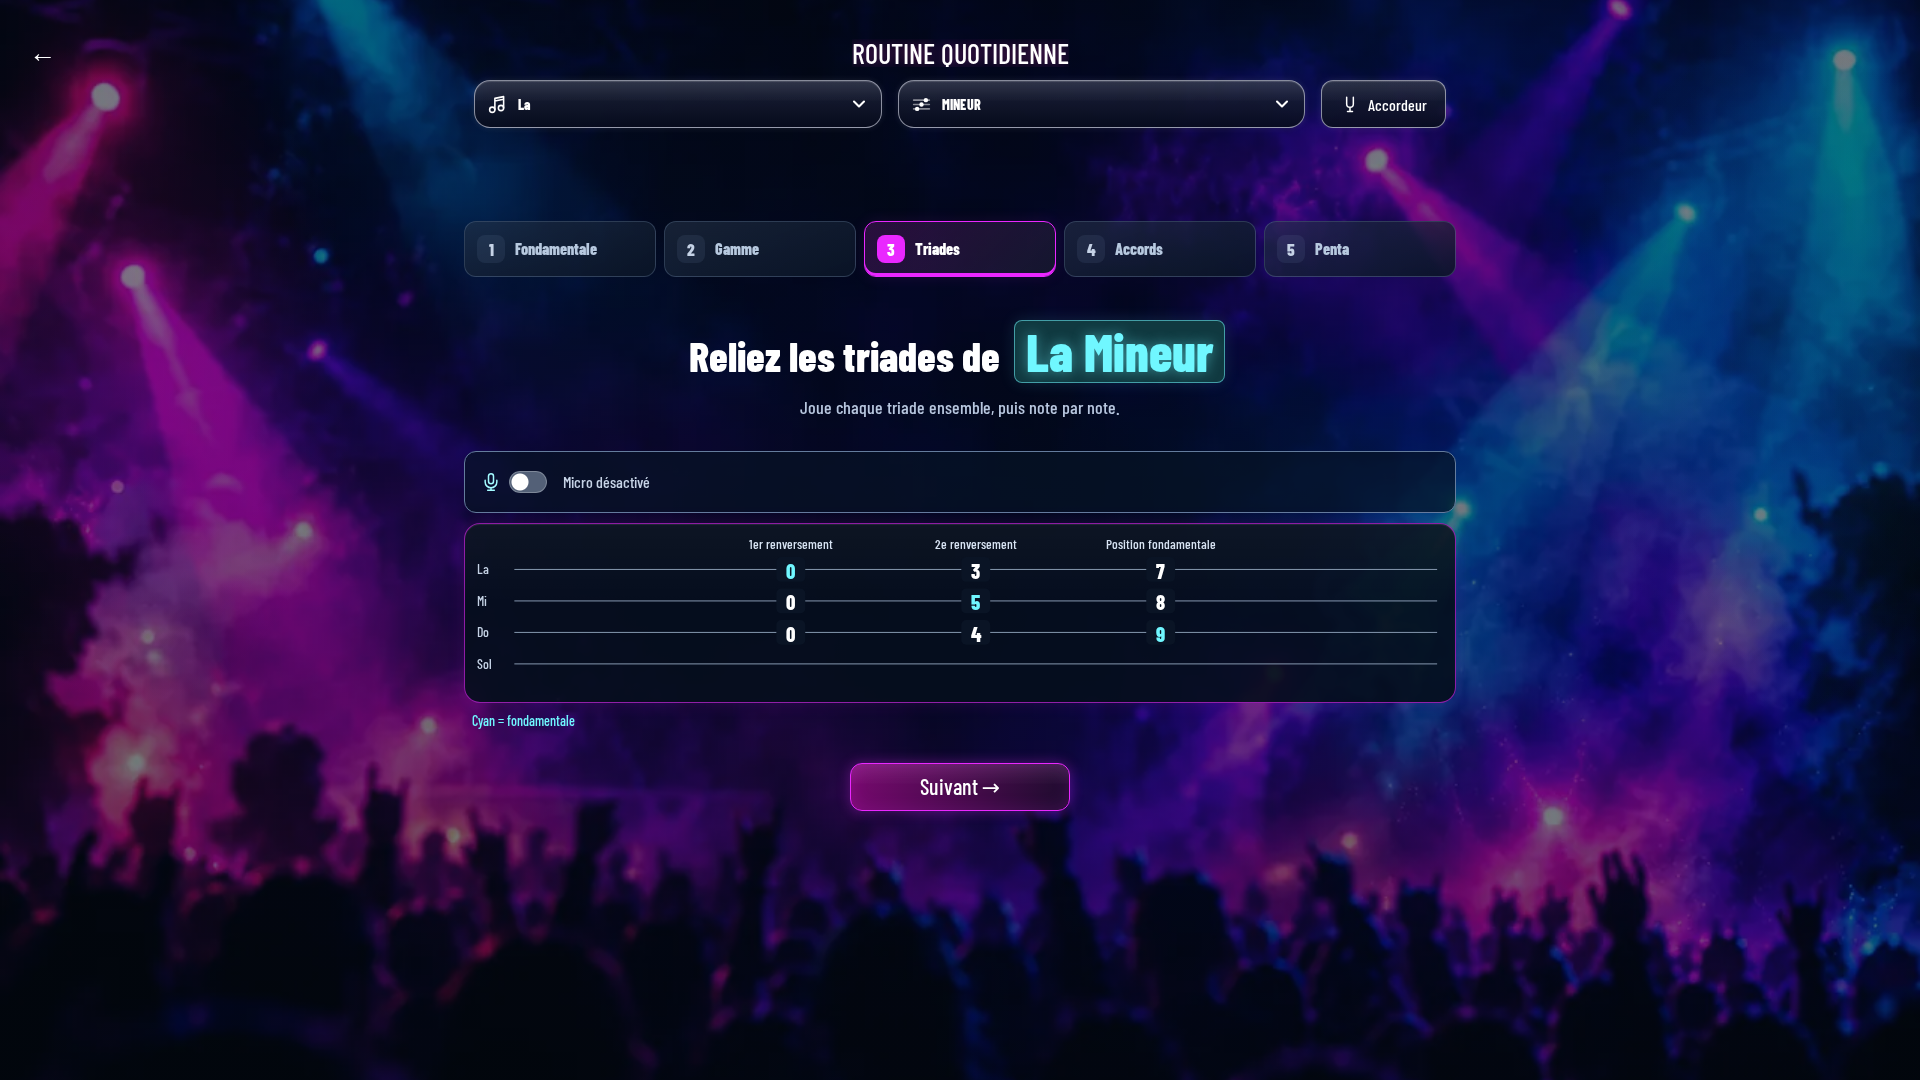 ←
ROUTINE QUOTIDIENNE
La
MINEUR
Accordeur
1 Fondamentale
2 Gamme
3 Triades
4 Accords
5 Penta
Reliez les triades de La Mineur
Joue chaque triade ensemble, puis note par note.
Micro désactivé
1er renversement 2e renversement Position fondamentale
La 0 3 7
Mi 0 5 8
Do 0 4 9
Sol
Cyan = fondamentale
Suivant →